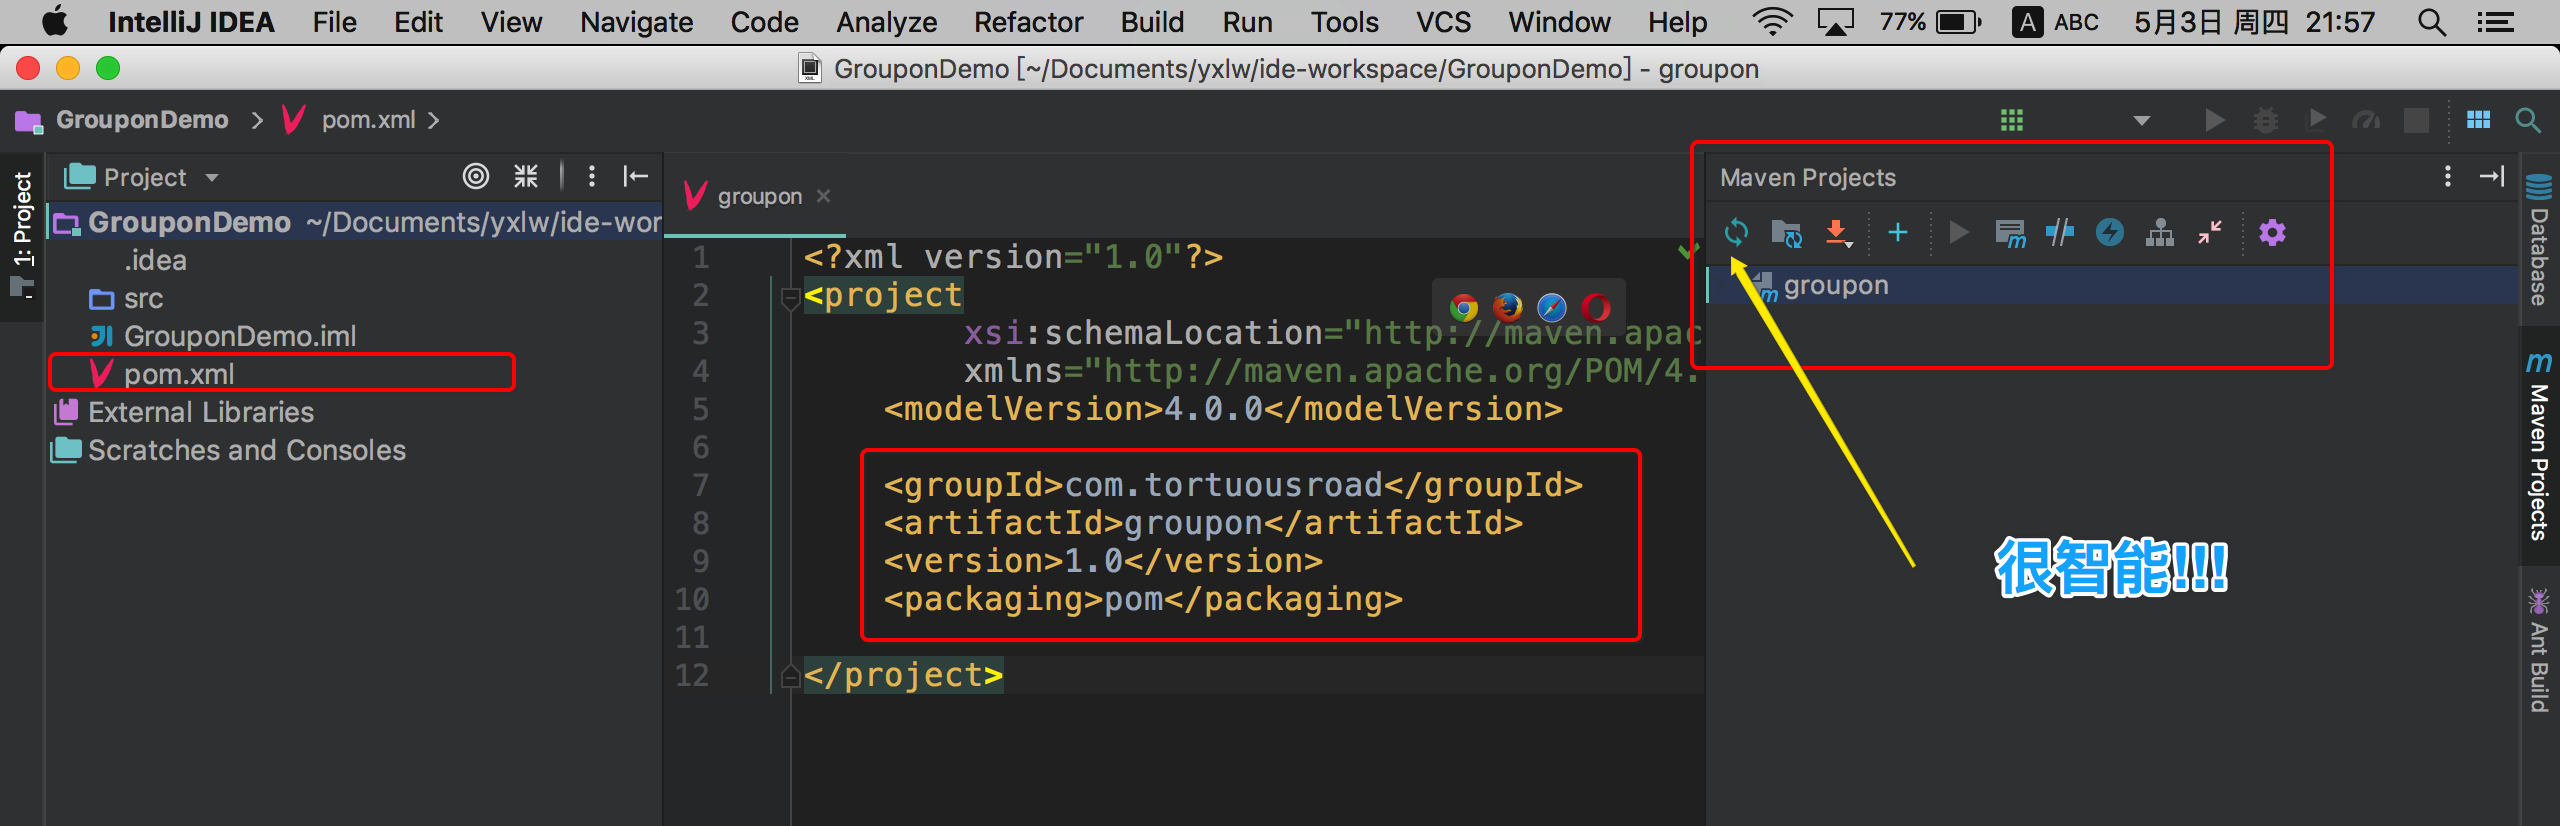 IntelliJ IDEA File Edit View Navigate Code Analyze Refactor Build Run Tools VCS Window Help 77% A ABC 5月3日 周四 21:57
GrouponDemo [~/Documents/yxlw/ide-workspace/GrouponDemo] - groupon
GrouponDemo pom.xml
1: Project
Project
GrouponDemo ~/Documents/yxlw/ide-wor
.idea
src
GrouponDemo.iml
pom.xml
External Libraries
Scratches and Consoles
groupon
1 <?xml version="1.0"?>
2 <project
3 xsi:schemaLocation="http://maven.apac
4 xmlns="http://maven.apache.org/POM/4.
5 <modelVersion>4.0.0</modelVersion>
6
7 <groupId>com.tortuousroad</groupId>
8 <artifactId>groupon</artifactId>
9 <version>1.0</version>
10 <packaging>pom</packaging>
11
12 </project>
Maven Projects
groupon
很智能!!!
Database
Maven Projects
Ant Build